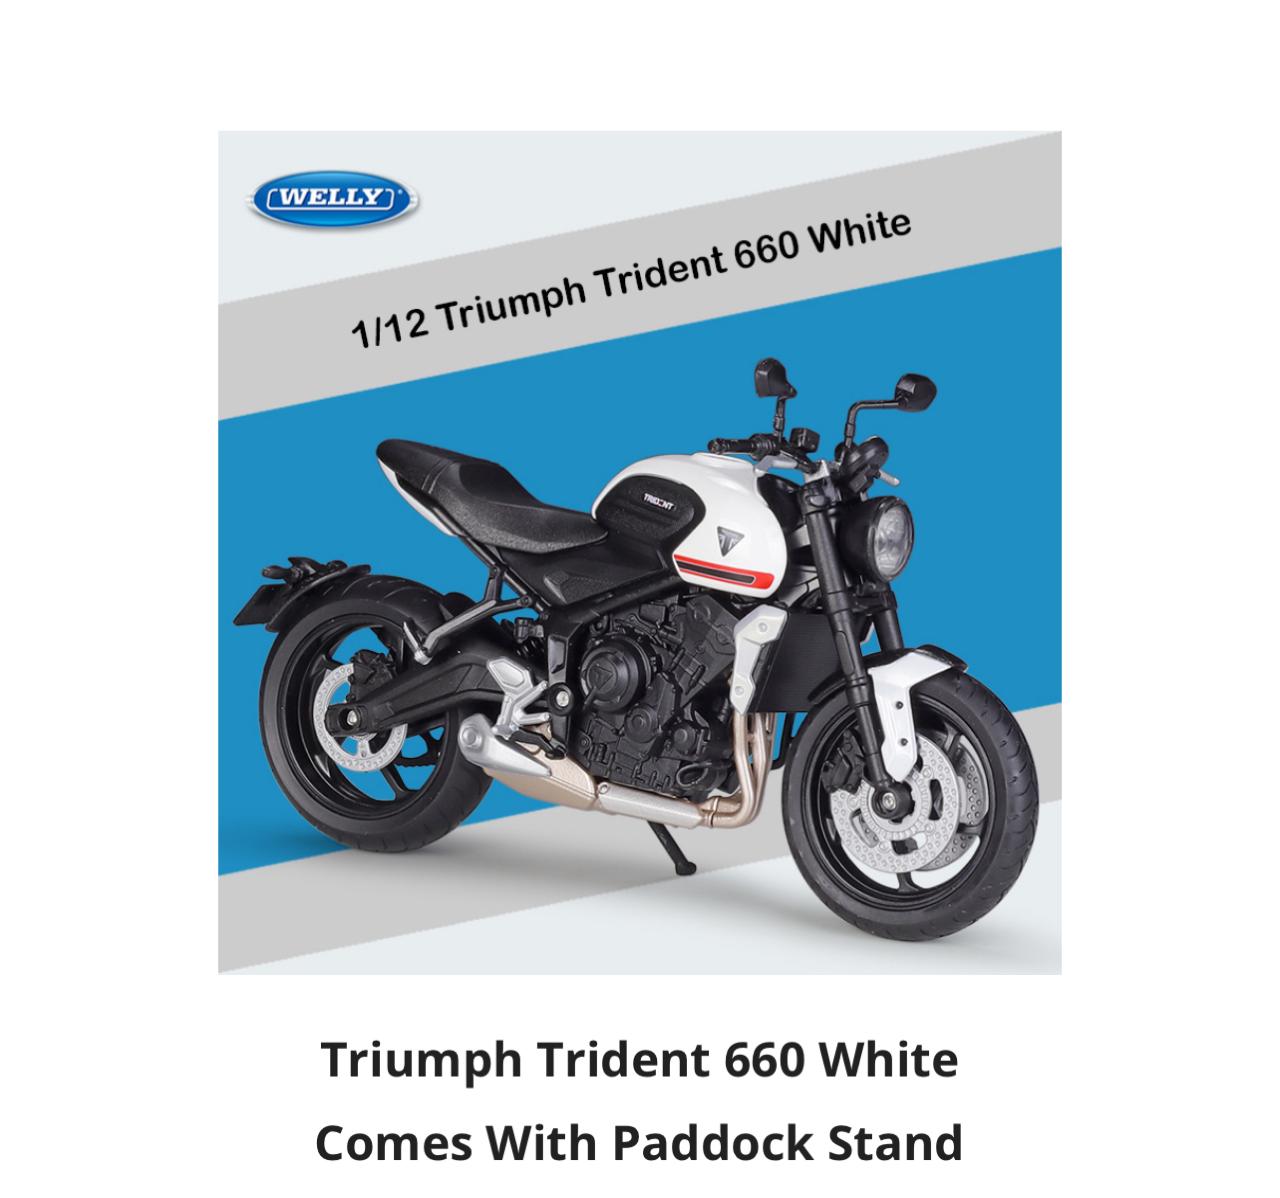 WELLY
1/12 Triumph Trident 660 White
TRIDENT
Triumph Trident 660 White
Comes With Paddock Stand